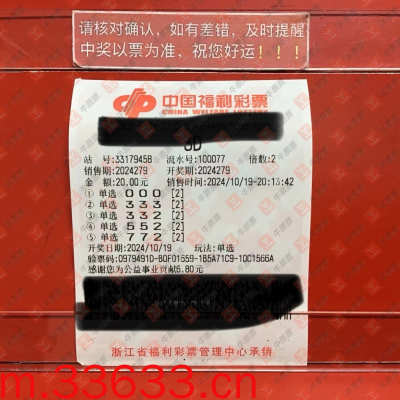 请核对确认，如有差错，及时提醒
中奖以票为准，祝您好运！！！
中国福利彩票
CHINA WELFARE LOTTERY
3D
站 号:33179458 流水号:100077 倍数:2
销售期:2024279 开奖期:2024279
金 额:20.00元 销售时间:2024/10/19-20:13:42
① 单选 0 0 0 [2]
② 单选 3 3 3 [2]
③ 单选 3 3 2 [2]
④ 单选 5 5 2 [2]
⑤ 单选 7 7 2 [2]
开奖日期:2024/10/19 玩法:单选
验票码:0979491D-B0F01659-1B5A71C9-10C1566A
感谢您为公益事业贡献6.80元
浙江省福利彩票管理中心承销
m.33633.cn